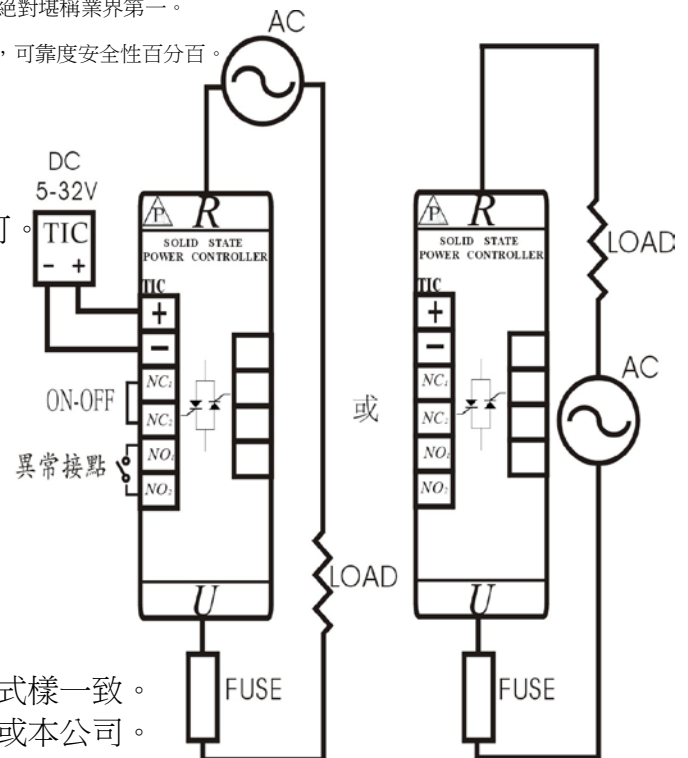 絕對堪稱業界第一。
，可靠度安全性百分百。
AC
DC
5-32V
可。
TIC
- +
P
R
SOLID STATE
POWER CONTROLLER
TIC
+
−
NC1
NC2
NO1
NO2
ON-OFF
異常接點
U
LOAD
FUSE
或
P
R
SOLID STATE
POWER CONTROLLER
TIC
+
−
NC1
NC2
NO1
NO2
U
LOAD
AC
FUSE
式樣一致。
或本公司。